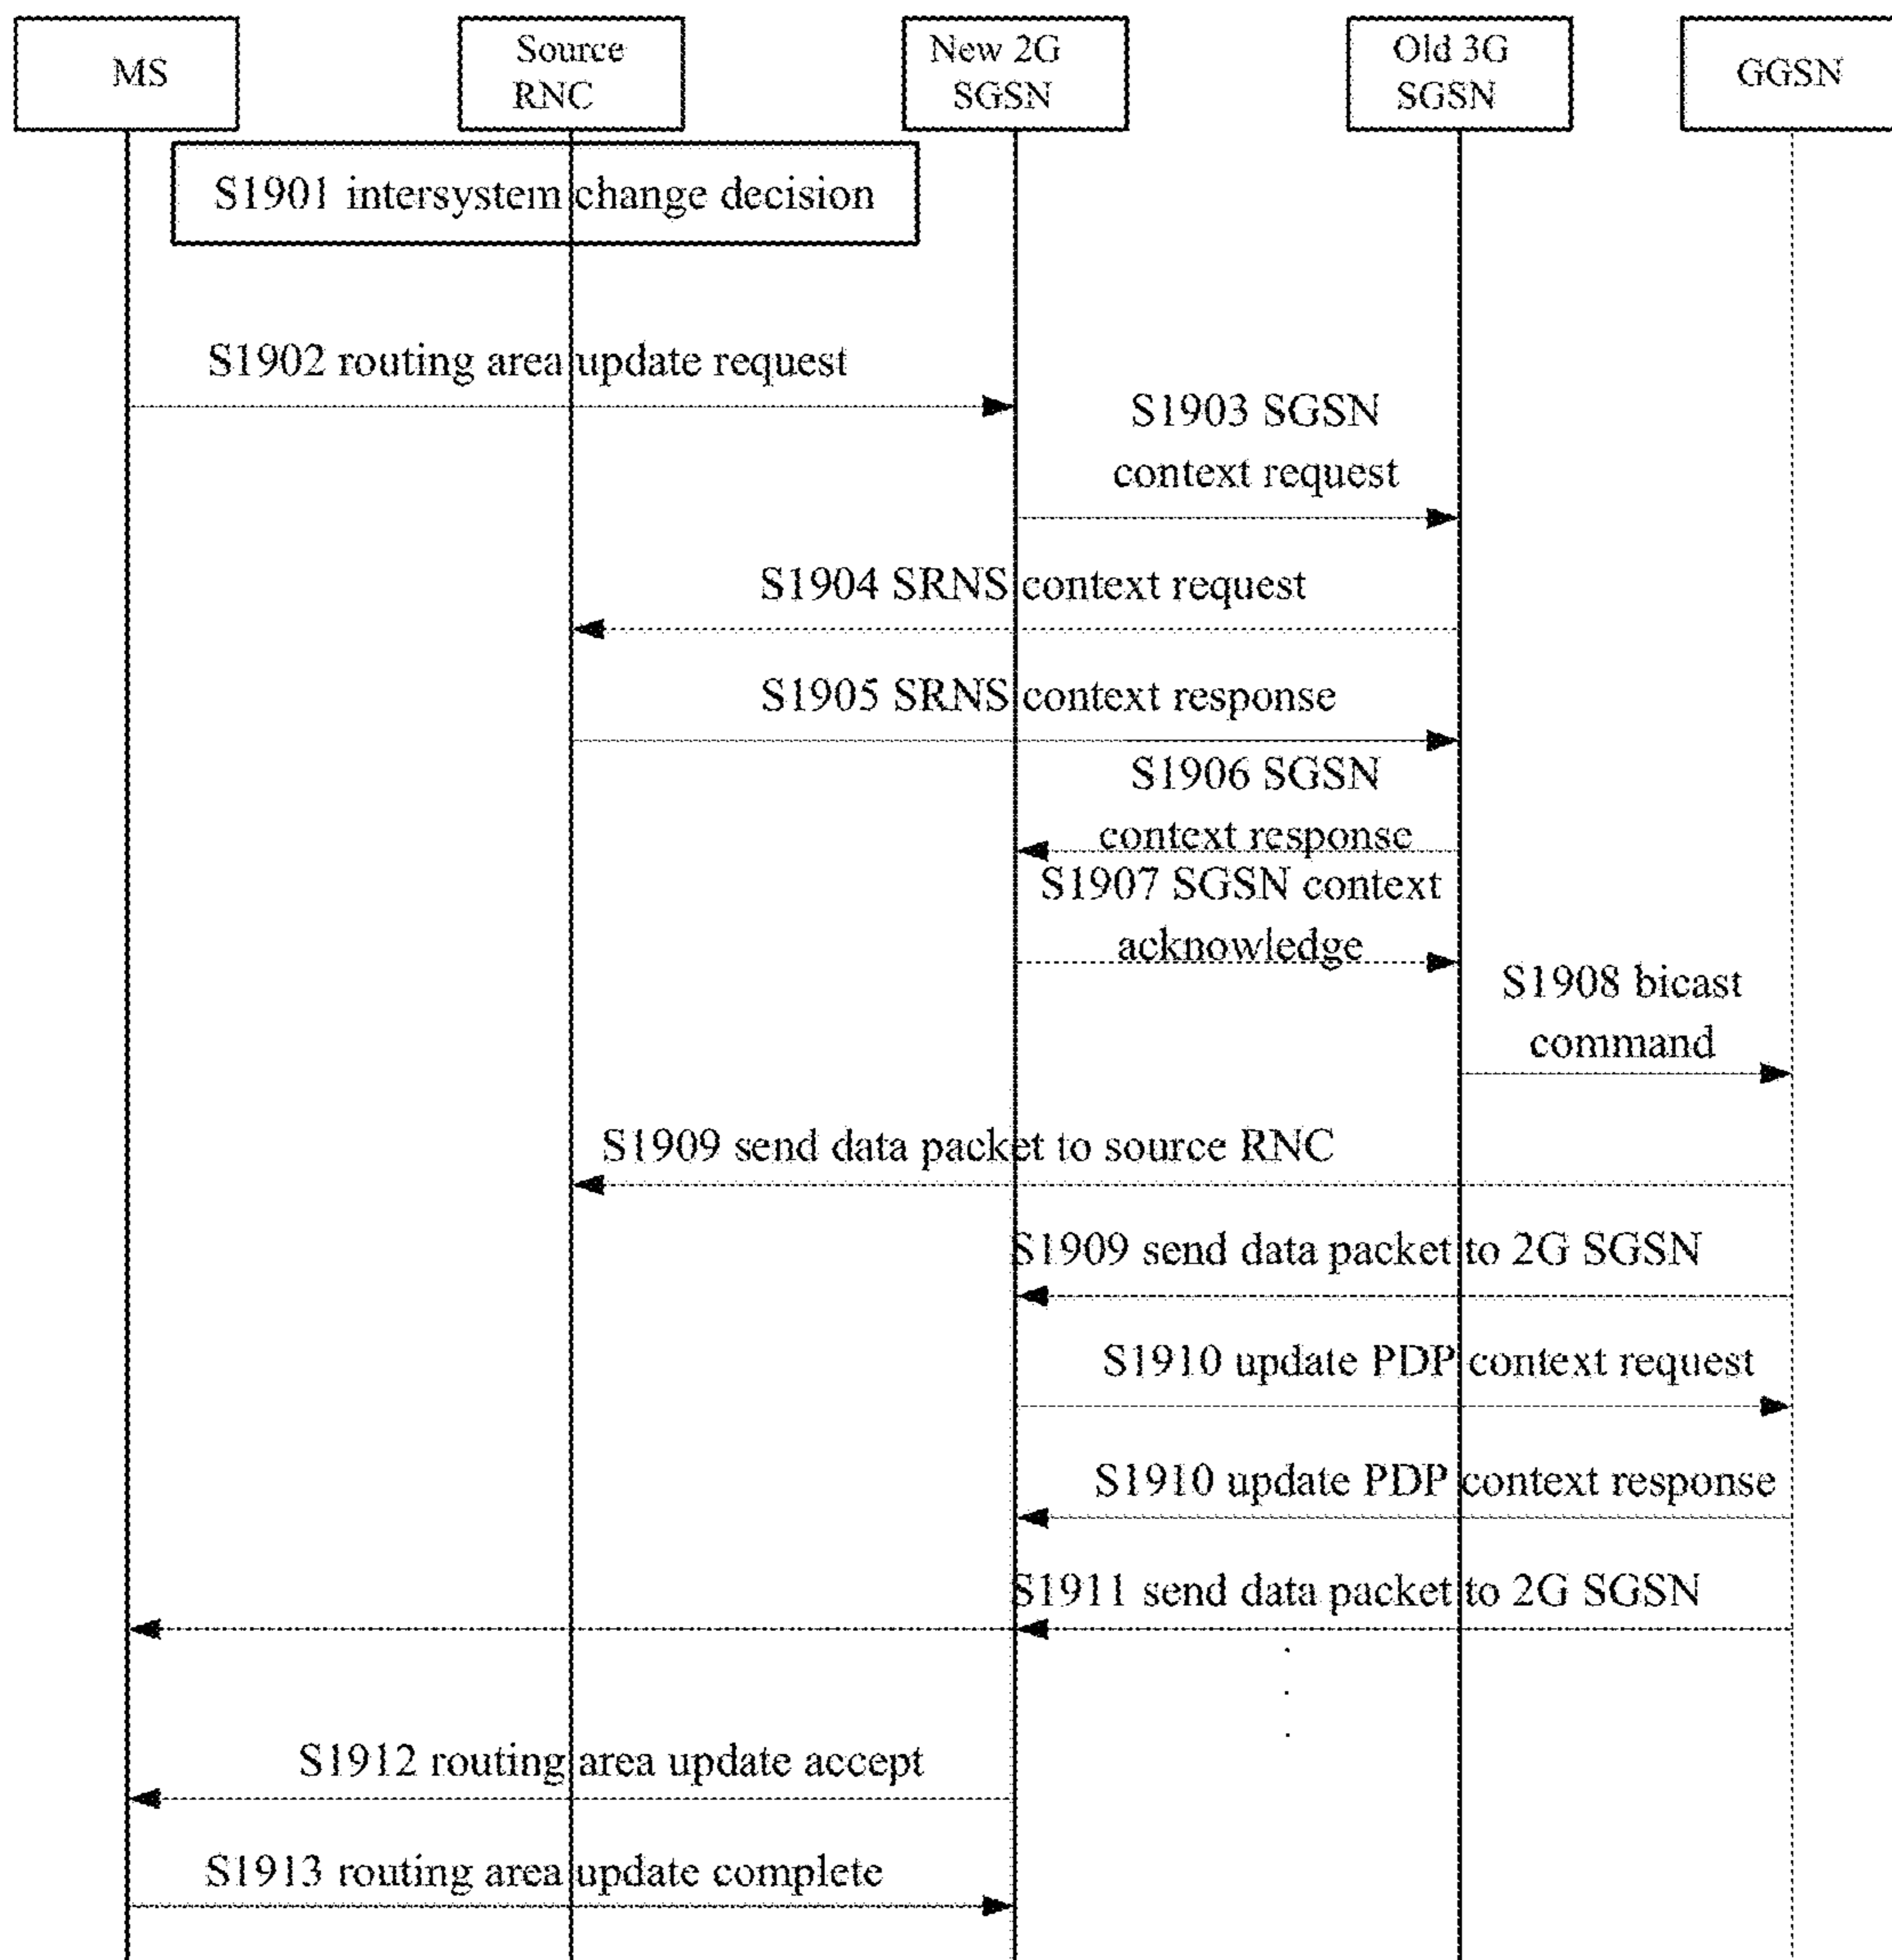 MS
Source
RNC
New 2G
SGSN
Old 3G
SGSN
GGSN
S1901 intersystem change decision
S1902 routing area update request
S1903 SGSN
context request
S1904 SRNS context request
S1905 SRNS context response
S1906 SGSN
context response
S1907 SGSN context
acknowledge
S1908 bicast
command
S1909 send data packet to source RNC
S1909 send data packet to 2G SGSN
S1910 update PDP context request
S1910 update PDP context response
S1911 send data packet to 2G SGSN
S1912 routing area update accept
S1913 routing area update complete